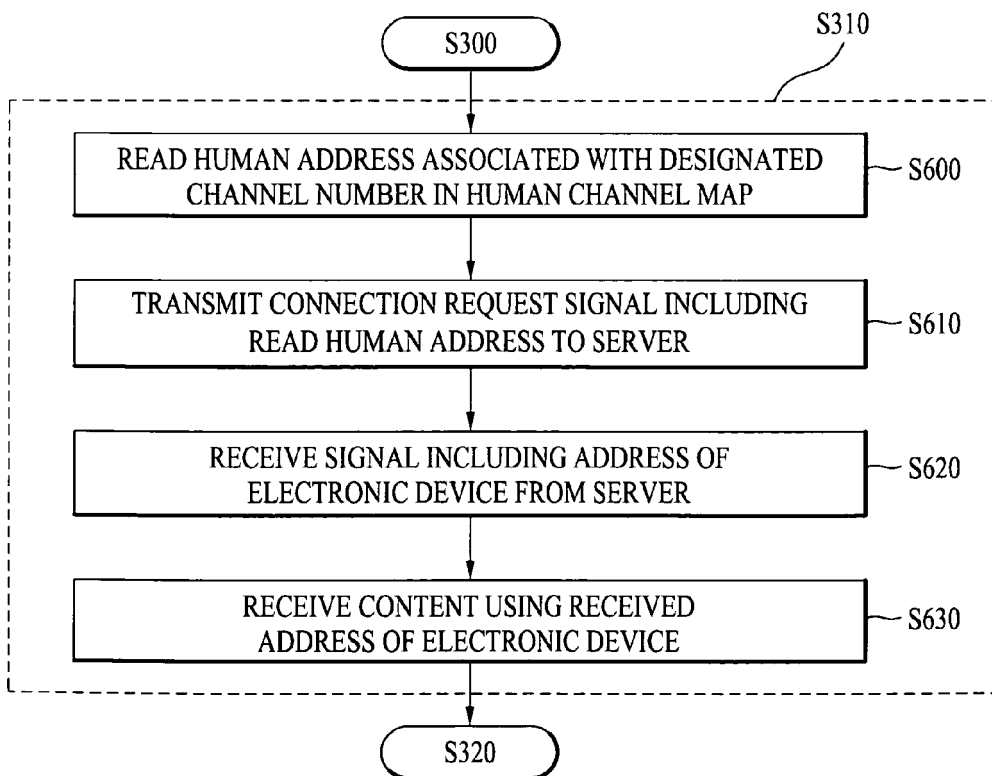 S300
S310
READ HUMAN ADDRESS ASSOCIATED WITH DESIGNATED
CHANNEL NUMBER IN HUMAN CHANNEL MAP
S600
TRANSMIT CONNECTION REQUEST SIGNAL INCLUDING
READ HUMAN ADDRESS TO SERVER
S610
RECEIVE SIGNAL INCLUDING ADDRESS OF
ELECTRONIC DEVICE FROM SERVER
S620
RECEIVE CONTENT USING RECEIVED
ADDRESS OF ELECTRONIC DEVICE
S630
S320